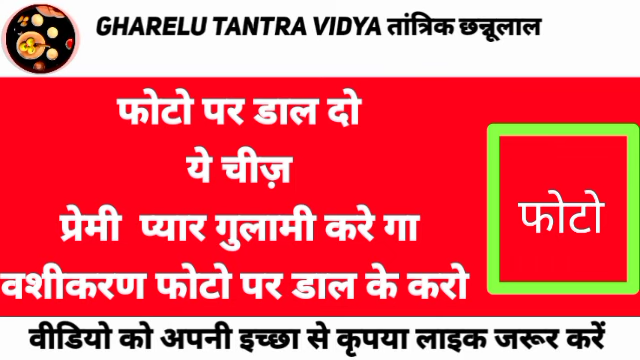 GHARELU TANTRA VIDYA तांत्रिक छन्नूलाल
फोटो पर डाल दो
ये चीज़
प्रेमी प्यार गुलामी करे गा
वशीकरण फोटो पर डाल के करो
फोटो
वीडियो को अपनी इच्छा से कृपया लाइक जरूर करें